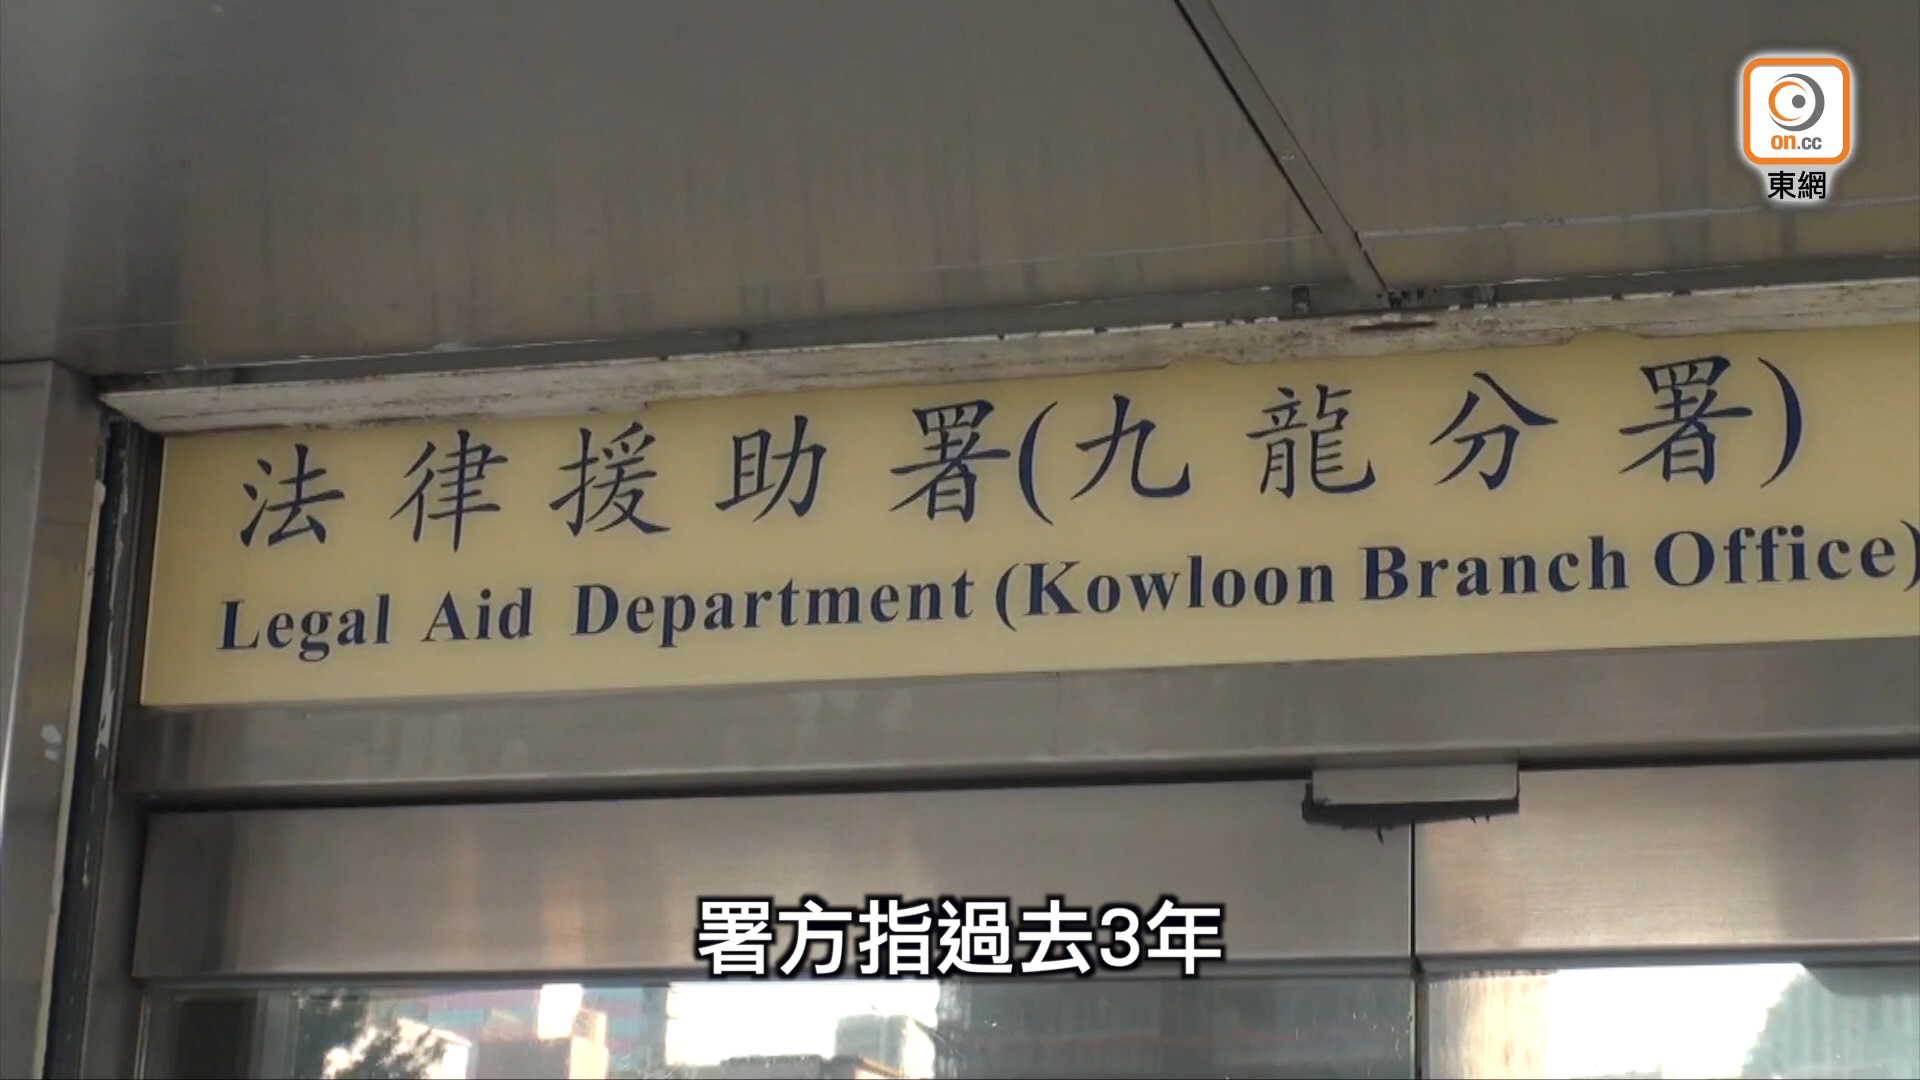 on.cc
東網
法律援助署(九龍分署)
Legal Aid Department (Kowloon Branch Office)
署方指過去3年